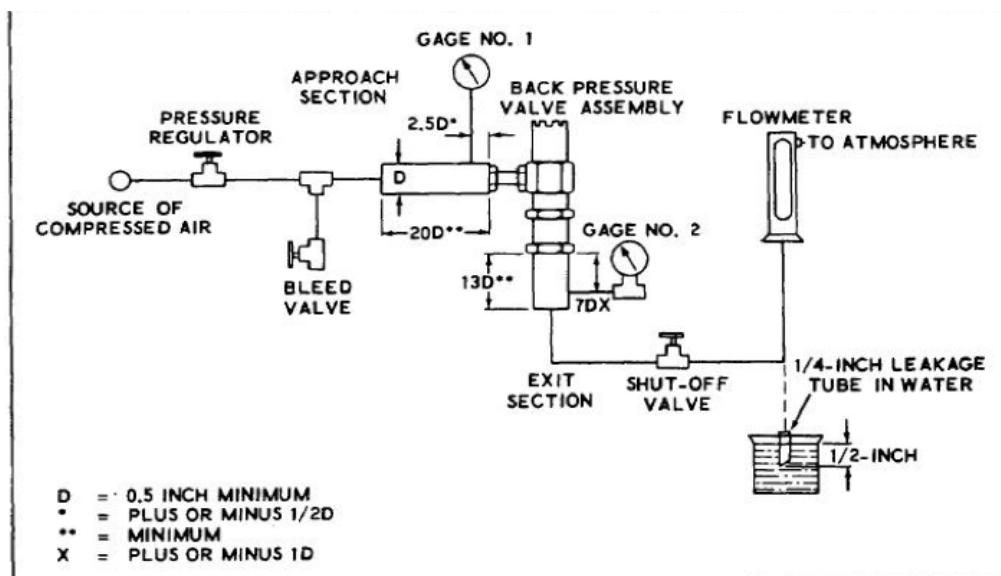 GAGE NO. 1
APPROACH
SECTION
BACK PRESSURE
VALVE ASSEMBLY
PRESSURE
REGULATOR
2.5D*
FLOWMETER
TO ATMOSPHERE
D
SOURCE OF
COMPRESSED AIR
20D**
GAGE NO. 2
BLEED
VALVE
13D**
7DX
EXIT
SECTION
SHUT-OFF
VALVE
1/4-INCH LEAKAGE
TUBE IN WATER
1/2-INCH
D = 0.5 INCH MINIMUM
* = PLUS OR MINUS 1/2D
** = MINIMUM
X = PLUS OR MINUS 1D